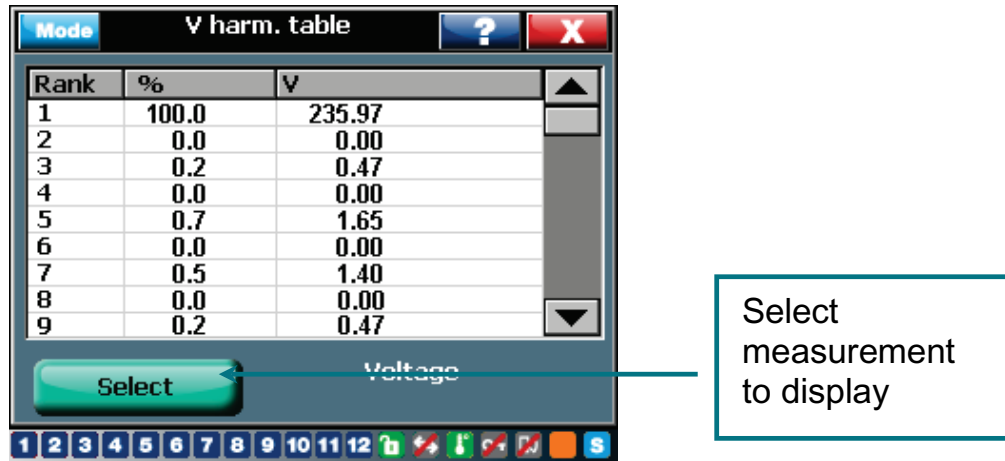 Mode V harm. table ? X
Rank % V
1 100.0 235.97
2 0.0 0.00
3 0.2 0.47
4 0.0 0.00
5 0.7 1.65
6 0.0 0.00
7 0.5 1.40
8 0.0 0.00
9 0.2 0.47
Select Voltage
1 2 3 4 5 6 7 8 9 10 11 12 S
Select
measurement
to display